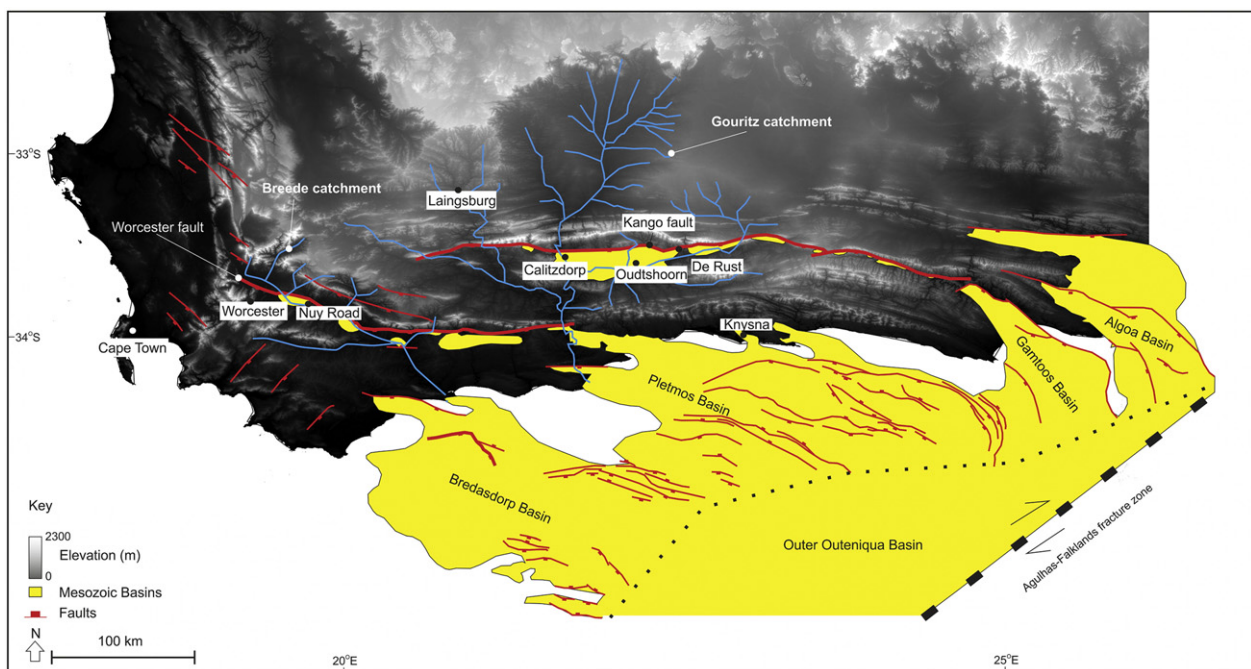 Gouritz catchment
33°S
Breede catchment
Laingsburg
Worcester fault
Kango fault
Calitzdorp
Oudtshoorn
De Rust
Worcester
Nuy Road
Knysna
34°S
Cape Town
Algoa Basin
Gamtoos Basin
Pletmos Basin
Bredasdorp Basin
Outer Outeniqua Basin
Agulhas-Falklands fracture zone
Key
2300
Elevation (m)
0
Mesozoic Basins
Faults
N
100 km
20°E
25°E